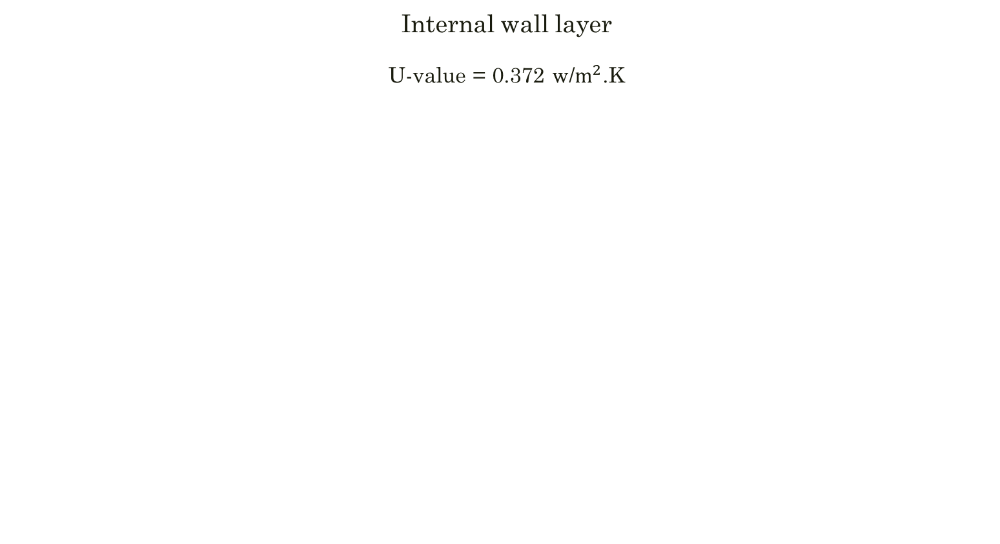 Internal wall layer
U-value = 0.372 w/m².K